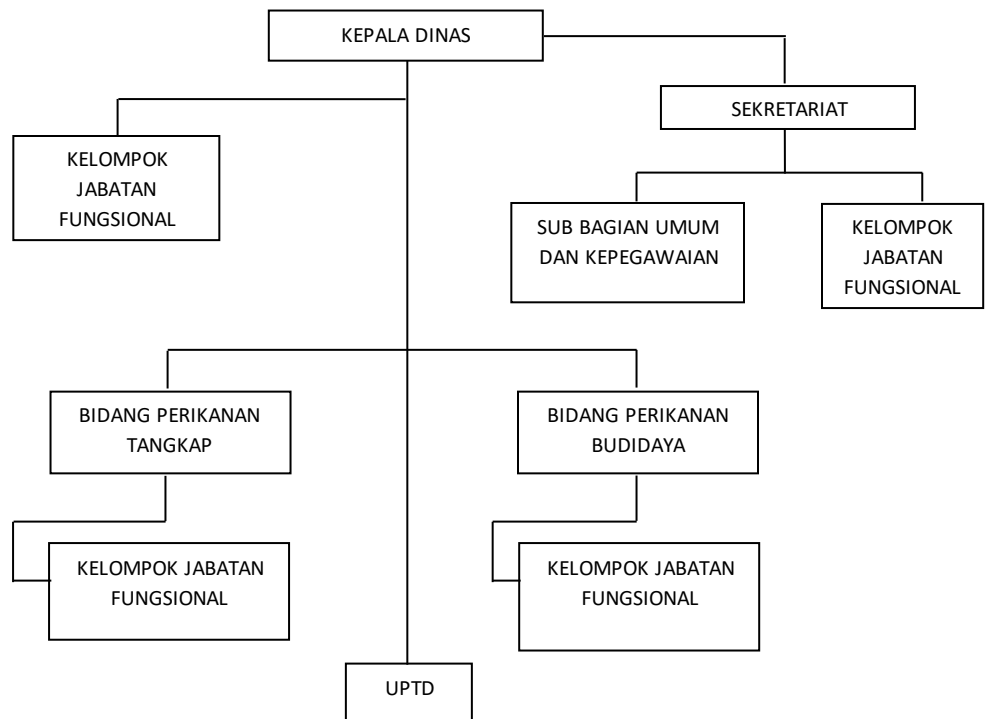 KEPALA DINAS
SEKRETARIAT
KELOMPOK
JABATAN
FUNGSIONAL
SUB BAGIAN UMUM
DAN KEPEGAWAIAN
KELOMPOK
JABATAN
FUNGSIONAL
BIDANG PERIKANAN
TANGKAP
BIDANG PERIKANAN
BUDIDAYA
KELOMPOK JABATAN
FUNGSIONAL
KELOMPOK JABATAN
FUNGSIONAL
UPTD